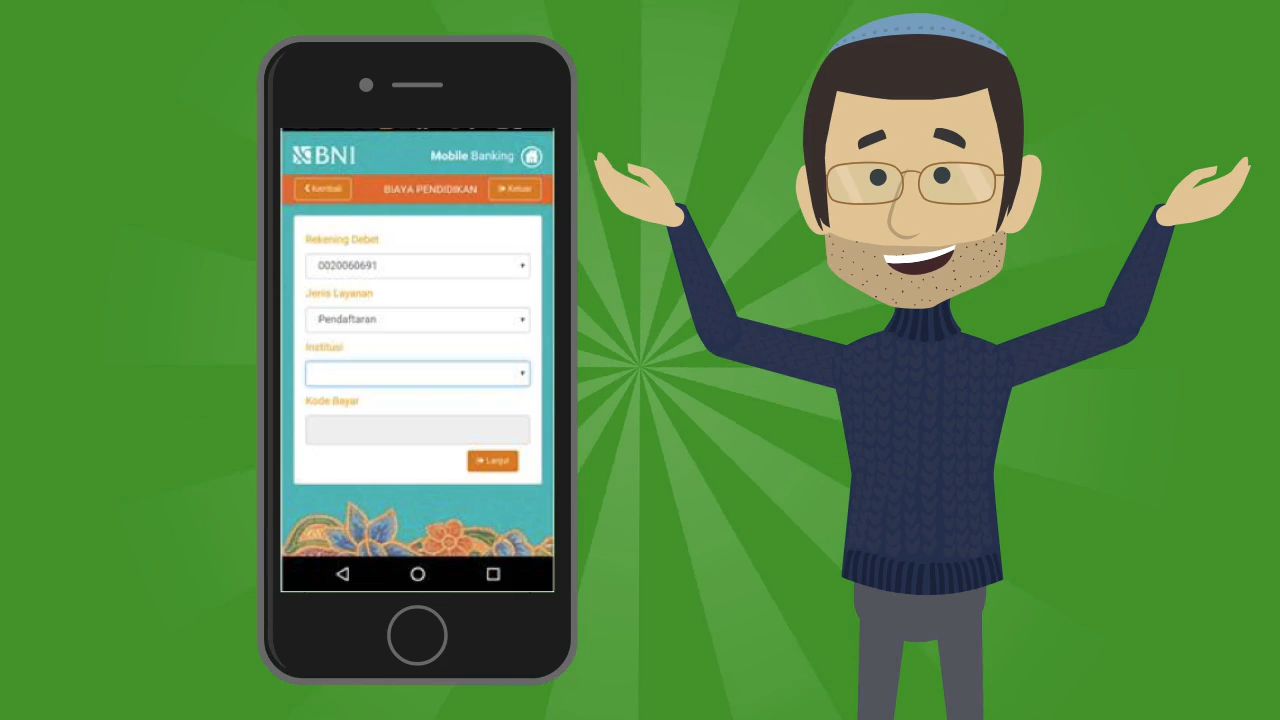 BNI
Mobile Banking
Kembali
BIAYA PENDIDIKAN
Keluar
Rekening Debet
0020060691
Jenis Layanan
Pendaftaran
Institusi
Kode Bayar
Lanjut